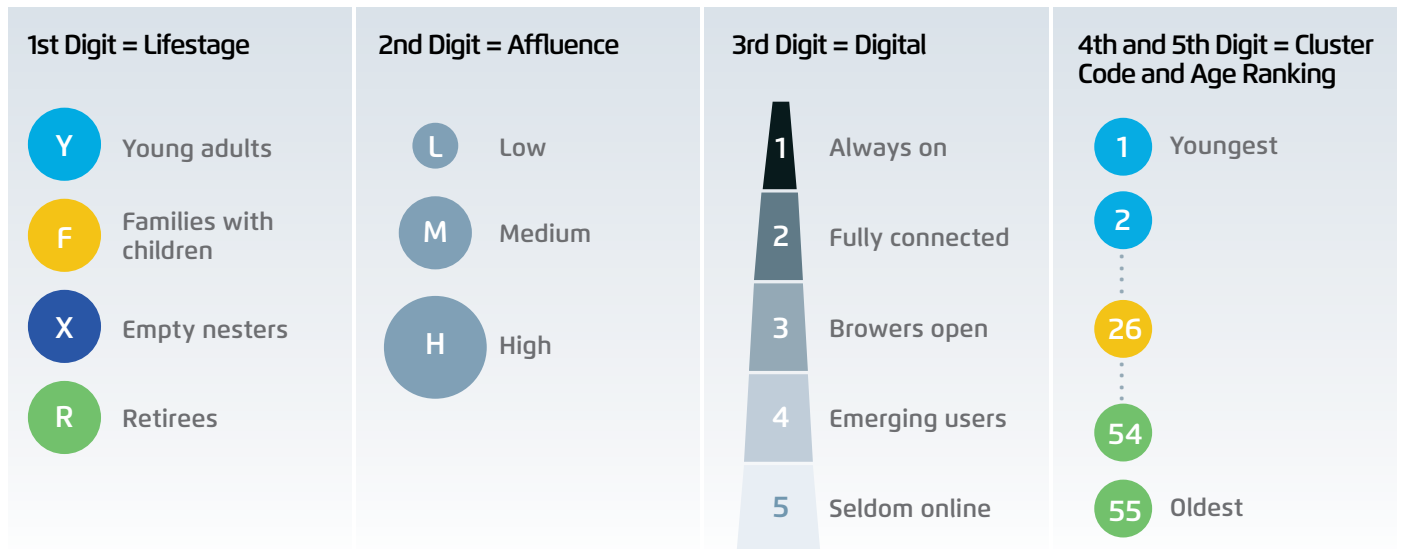 1st Digit = Lifestage
Y
Young adults
F
Families with
children
X
Empty nesters
R
Retirees
2nd Digit = Affluence
L
Low
M
Medium
H
High
3rd Digit = Digital
1
Always on
2
Fully connected
3
Browers open
4
Emerging users
5
Seldom online
4th and 5th Digit = Cluster
Code and Age Ranking
1
Youngest
2
26
54
55
Oldest